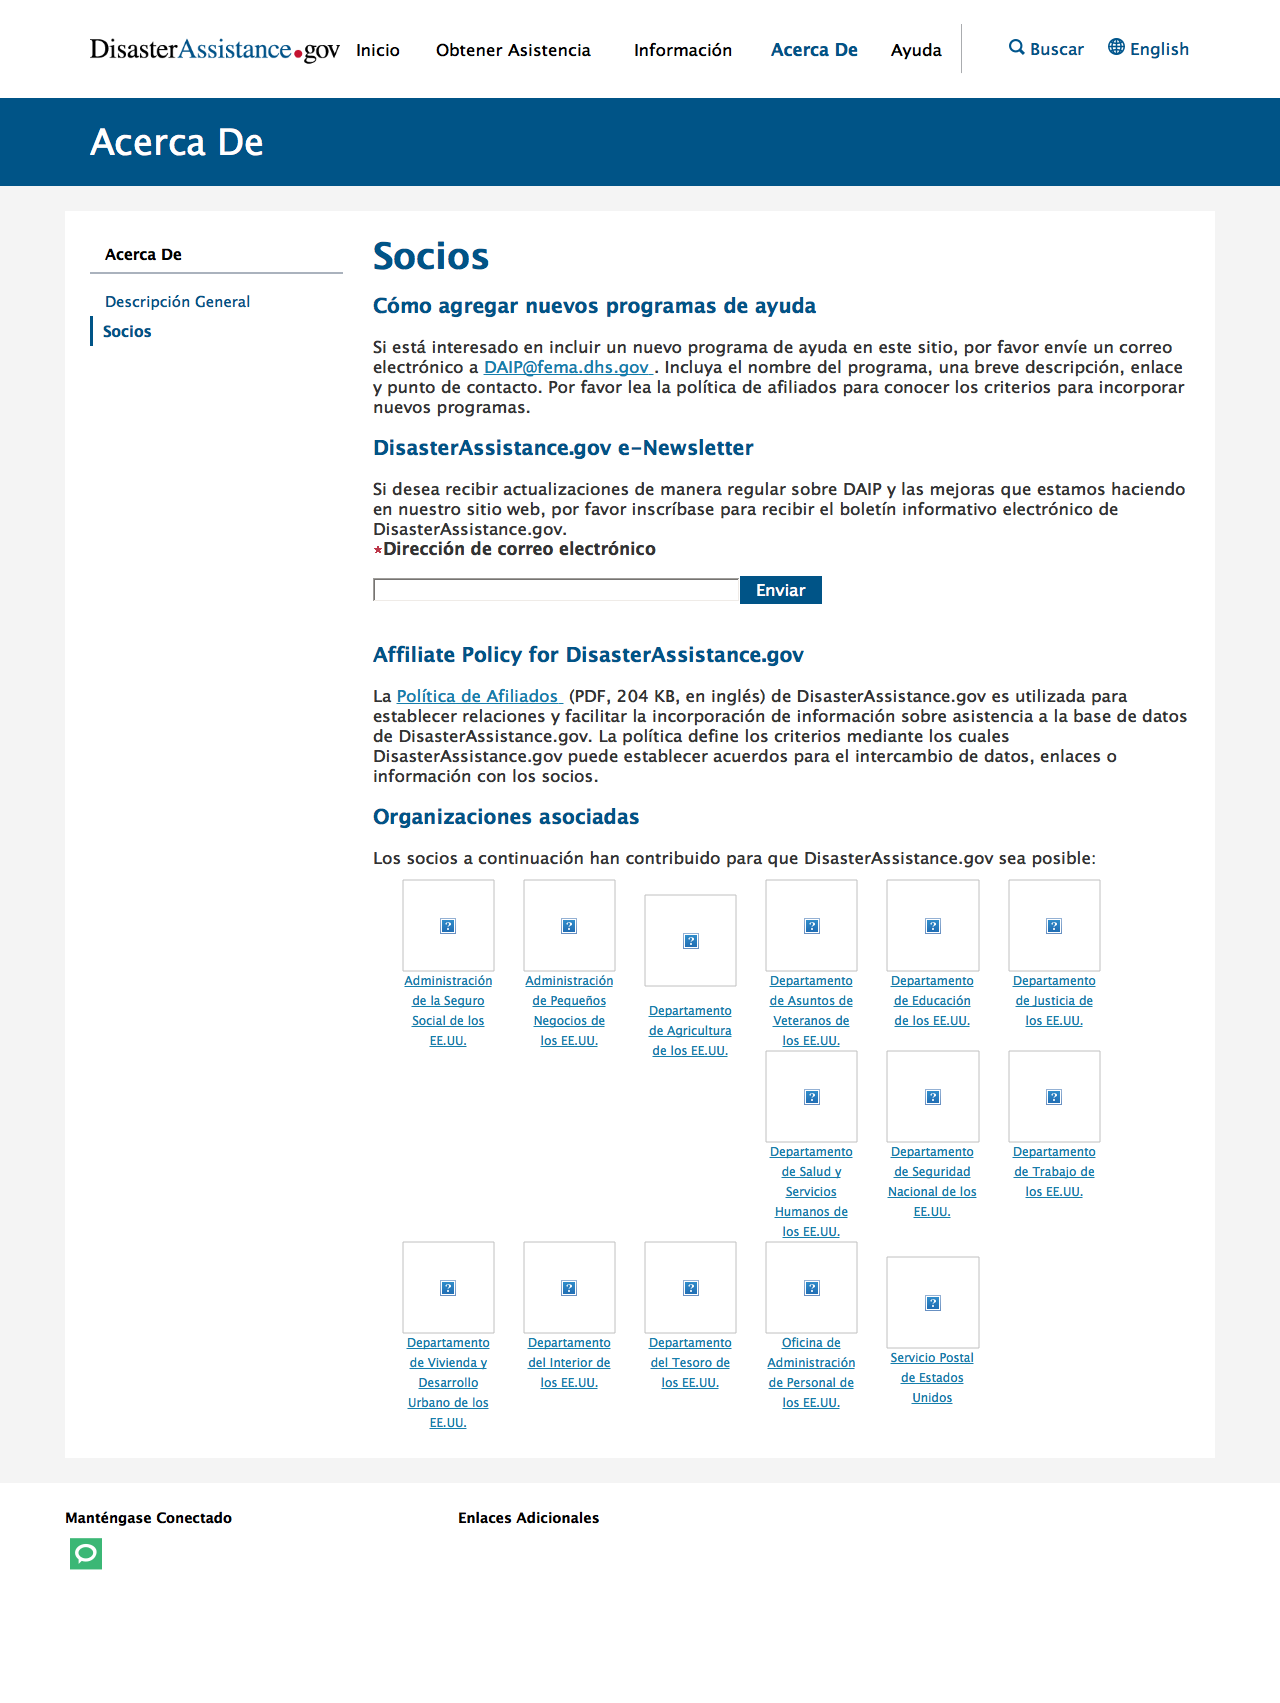 DisasterAssistance.gov Inicio Obtener Asistencia Información Acerca De Ayuda Buscar English
Acerca De
Acerca De
Descripción General
Socios
Socios
Cómo agregar nuevos programas de ayuda
Si está interesado en incluir un nuevo programa de ayuda en este sitio, por favor envíe un correo
electrónico a DAIP@fema.dhs.gov . Incluya el nombre del programa, una breve descripción, enlace
y punto de contacto. Por favor lea la política de afiliados para conocer los criterios para incorporar
nuevos programas.
DisasterAssistance.gov e-Newsletter
Si desea recibir actualizaciones de manera regular sobre DAIP y las mejoras que estamos haciendo
en nuestro sitio web, por favor inscríbase para recibir el boletín informativo electrónico de
DisasterAssistance.gov.
*Dirección de correo electrónico
Enviar
Affiliate Policy for DisasterAssistance.gov
La Política de Afiliados (PDF, 204 KB, en inglés) de DisasterAssistance.gov es utilizada para
establecer relaciones y facilitar la incorporación de información sobre asistencia a la base de datos
de DisasterAssistance.gov. La política define los criterios mediante los cuales
DisasterAssistance.gov puede establecer acuerdos para el intercambio de datos, enlaces o
información con los socios.
Organizaciones asociadas
Los socios a continuación han contribuido para que DisasterAssistance.gov sea posible:
Administración
de la Seguro
Social de los
EE.UU.
Administración
de Pequeños
Negocios de
los EE.UU.
Departamento
de Agricultura
de los EE.UU.
Departamento
de Asuntos de
Veteranos de
los EE.UU.
Departamento
de Educación
de los EE.UU.
Departamento
de Justicia de
los EE.UU.
Departamento
de Salud y
Servicios
Humanos de
los EE.UU.
Departamento
de Seguridad
Nacional de los
EE.UU.
Departamento
de Trabajo de
los EE.UU.
Departamento
de Vivienda y
Desarrollo
Urbano de los
EE.UU.
Departamento
del Interior de
los EE.UU.
Departamento
del Tesoro de
los EE.UU.
Oficina de
Administración
de Personal de
los EE.UU.
Servicio Postal
de Estados
Unidos
Manténgase Conectado
Enlaces Adicionales